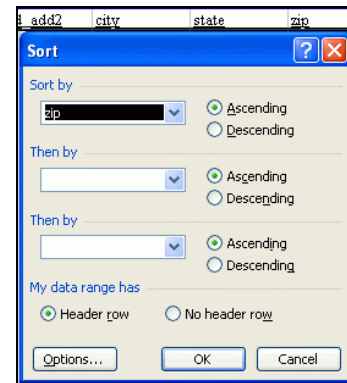 1_add2 city state zip
Sort
Sort by
zip
Ascending
Descending
Then by
Ascending
Descending
Then by
Ascending
Descending
My data range has
Header row No header row
Options... OK Cancel